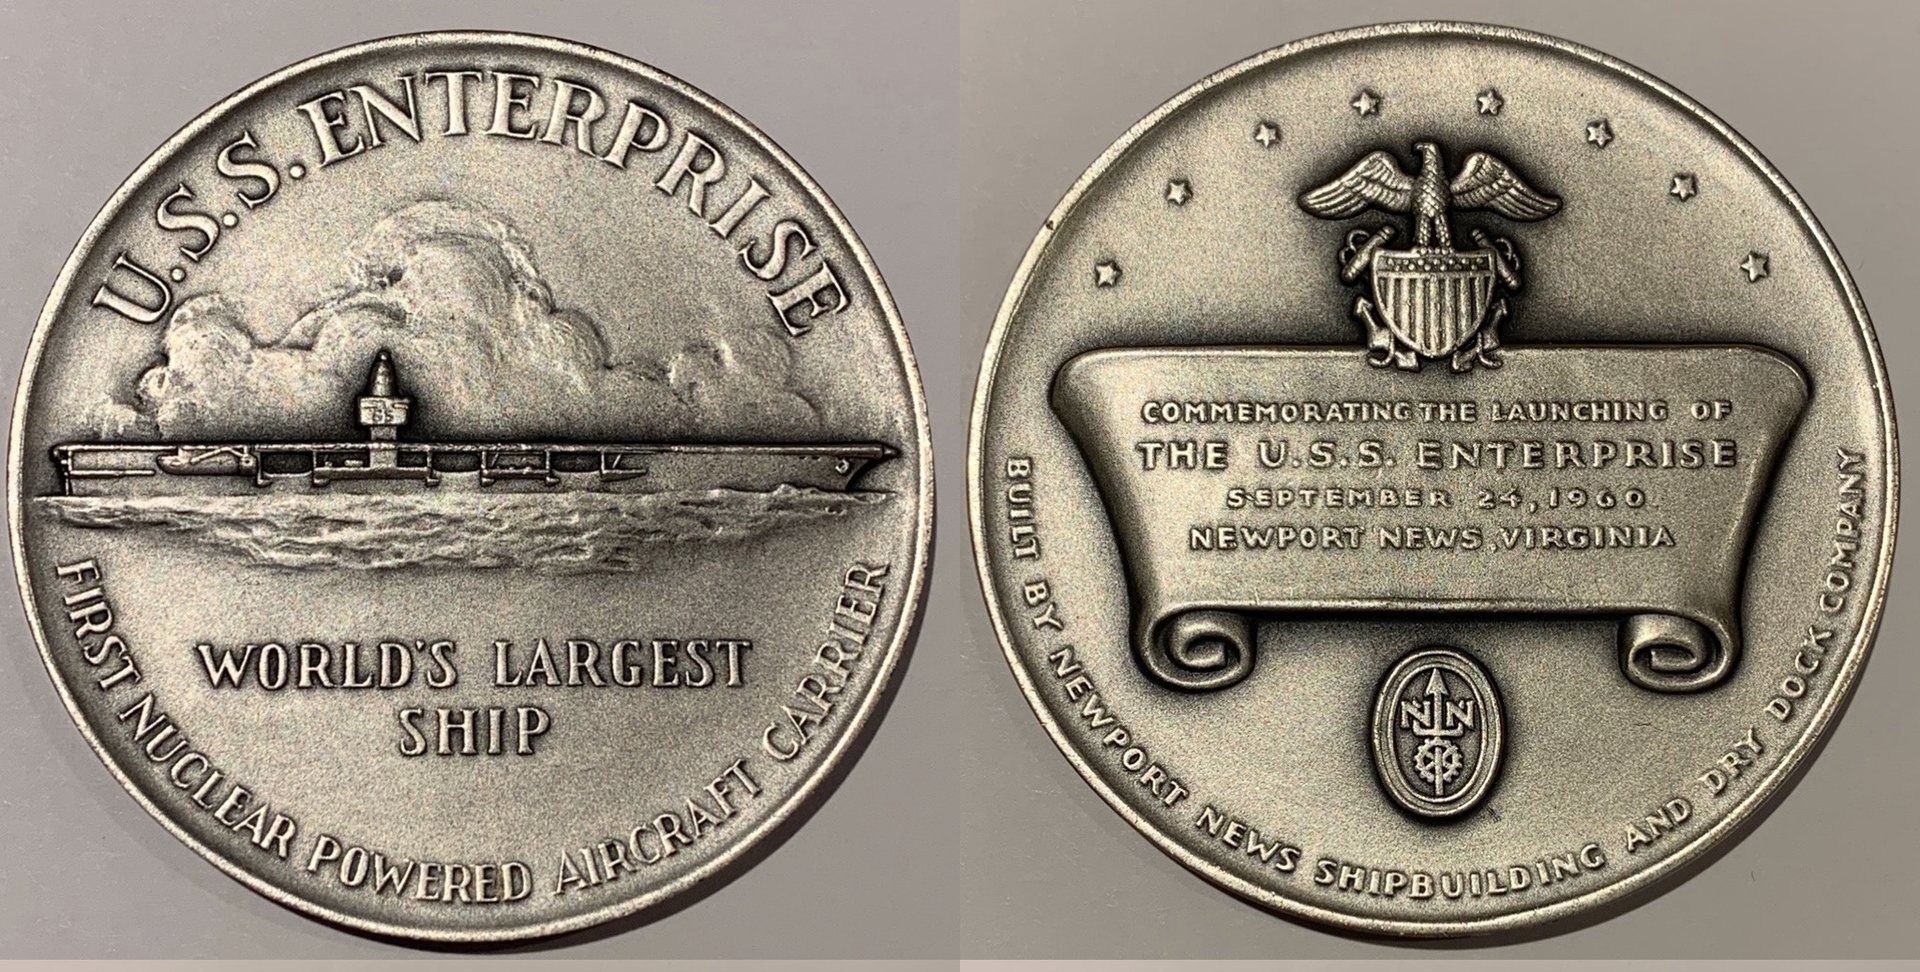 U.S.S. ENTERPRISE
WORLD'S LARGEST
SHIP
FIRST NUCLEAR POWERED AIRCRAFT CARRIER
COMMEMORATING THE LAUNCHING OF
THE U.S.S. ENTERPRISE
SEPTEMBER 24, 1960.
NEWPORT NEWS, VIRGINIA
NN
BUILT BY NEWPORT NEWS SHIPBUILDING AND DRY DOCK COMPANY